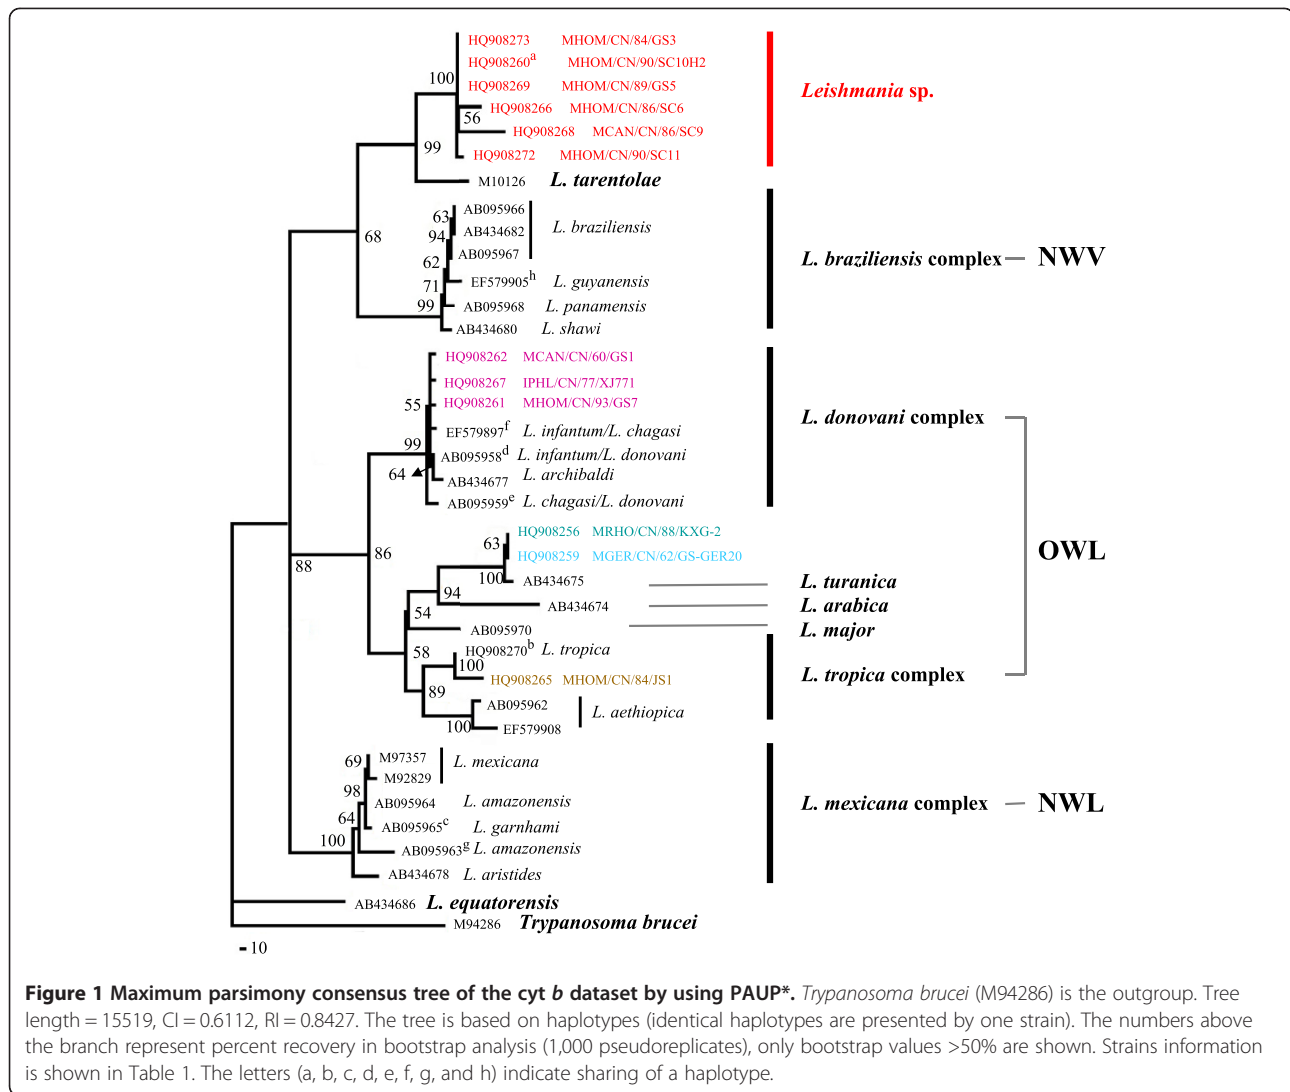 HQ908273 MHOM/CN/84/GS3
HQ908260a MHOM/CN/90/SC10H2
100
HQ908269 MHOM/CN/89/GS5
Leishmania sp.
HQ908266 MHOM/CN/86/SC6
56
HQ908268 MCAN/CN/86/SC9
99
HQ908272 MHOM/CN/90/SC11
M10126 L. tarentolae
AB095966
63
AB434682 L. braziliensis
68
94
AB095967
L. braziliensis complex NWV
62
EF579905h L. guyanensis
71
99
AB095968 L. panamensis
AB434680 L. shawi
HQ908262 MCAN/CN/60/GS1
HQ908267 IPHL/CN/77/XJ771
55
HQ908261 MHOM/CN/93/GS7
L. donovani complex
EF579897f L. infantum/L. chagasi
99
AB095958d L. infantum/L. donovani
64
AB434677 L. archibaldi
AB095959e L. chagasi/L. donovani
HQ908256 MRHO/CN/88/KXG-2
63
HQ908259 MGER/CN/62/GS-GER20
OWL
86
88
100
AB434675 L. turanica
94
AB434674 L. arabica
54
AB095970 L. major
HQ908270b L. tropica
58
100
HQ908265 MHOM/CN/84/JS1
L. tropica complex
89
AB095962
L. aethiopica
100
EF579908
M97357
69
L. mexicana
M92829
98
AB095964 L. amazonensis
L. mexicana complex NWL
64
AB095965c L. garnhami
100
AB095963g L. amazonensis
AB434678 L. aristides
AB434686 L. equatorensis
M94286 Trypanosoma brucei
10
Figure 1 Maximum parsimony consensus tree of the cyt b dataset by using PAUP*. Trypanosoma brucei (M94286) is the outgroup. Tree
length = 15519, CI = 0.6112, RI = 0.8427. The tree is based on haplotypes (identical haplotypes are presented by one strain). The numbers above
the branch represent percent recovery in bootstrap analysis (1,000 pseudoreplicates), only bootstrap values >50% are shown. Strains information
is shown in Table 1. The letters (a, b, c, d, e, f, g, and h) indicate sharing of a haplotype.